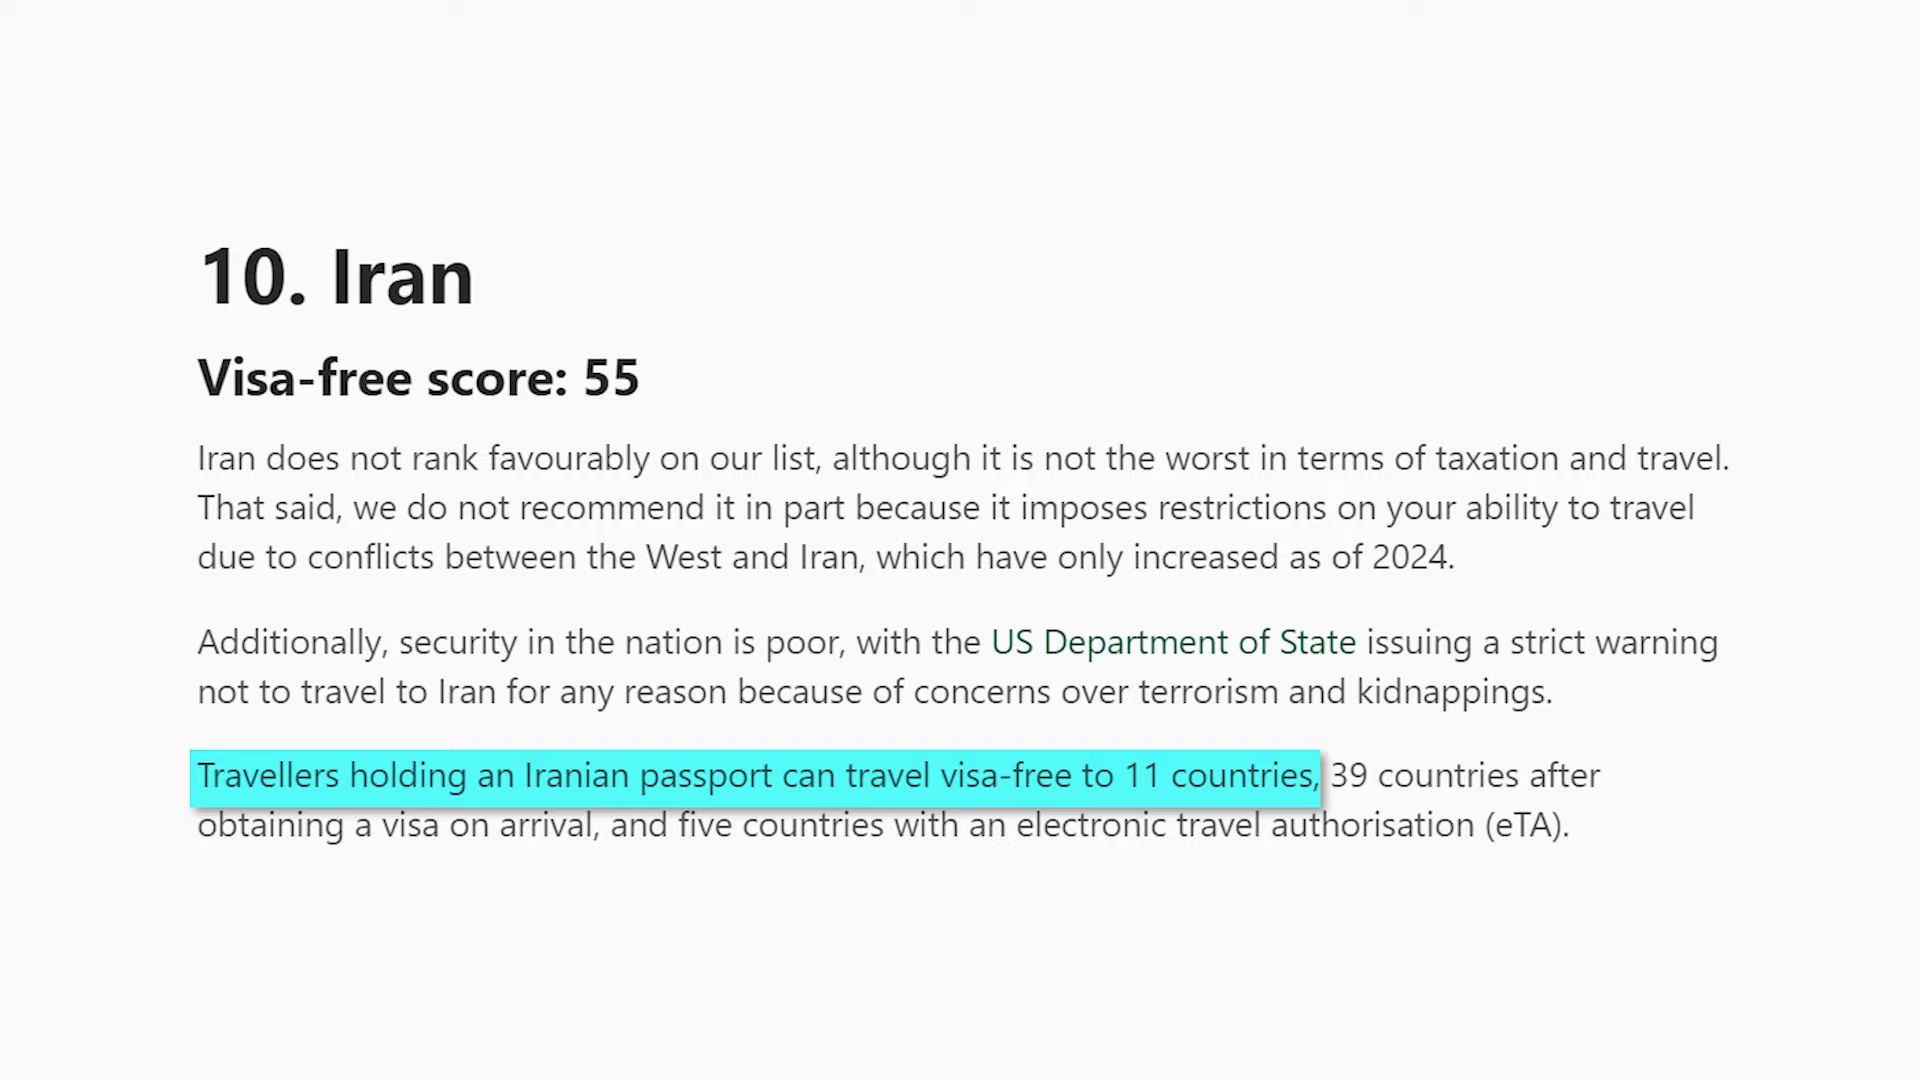 10. Iran
Visa-free score: 55
Iran does not rank favourably on our list, although it is not the worst in terms of taxation and travel.
That said, we do not recommend it in part because it imposes restrictions on your ability to travel
due to conflicts between the West and Iran, which have only increased as of 2024.
Additionally, security in the nation is poor, with the US Department of State issuing a strict warning
not to travel to Iran for any reason because of concerns over terrorism and kidnappings.
Travellers holding an Iranian passport can travel visa-free to 11 countries, 39 countries after
obtaining a visa on arrival, and five countries with an electronic travel authorisation (eTA).